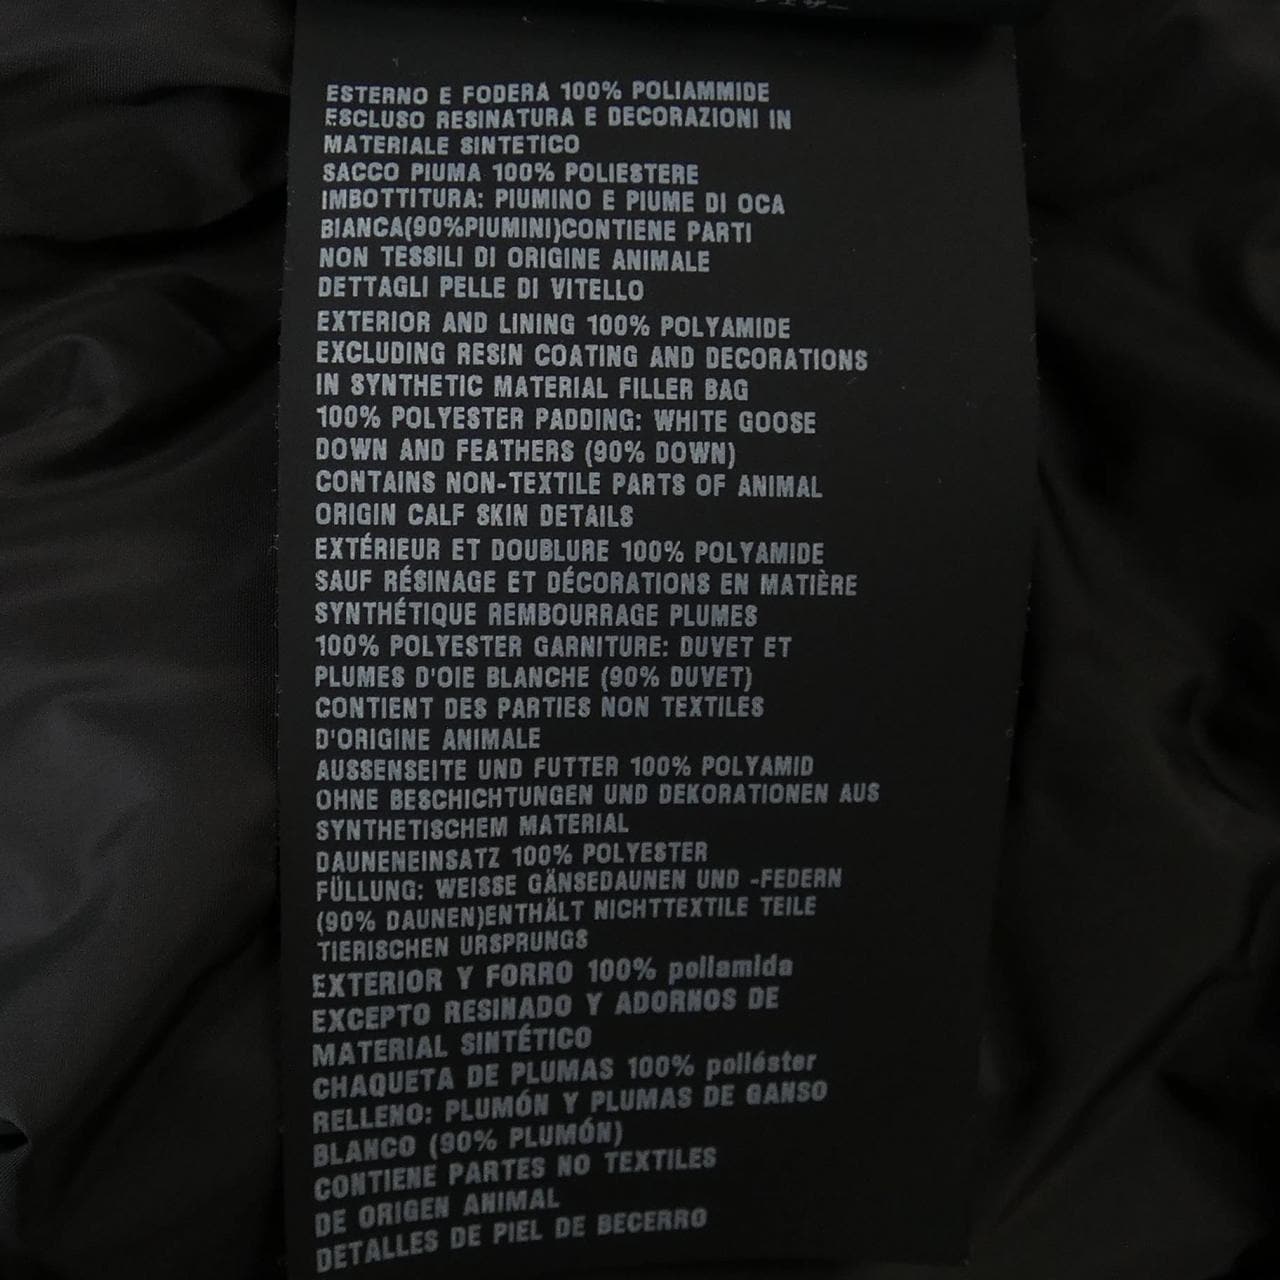 ESTERNO E FODERA 100% POLIAMMIDE
ESCLUSO RESINATURA E DECORAZIONI IN
MATERIALE SINTETICO
SACCO PIUMA 100% POLIESTERE
IMBOTTITURA: PIUMINO E PIUME DI OCA
BIANCA(90%PIUMINI)CONTIENE PARTI
NON TESSILI DI ORIGINE ANIMALE
DETTAGLI PELLE DI VITELLO
EXTERIOR AND LINING 100% POLYAMIDE
EXCLUDING RESIN COATING AND DECORATIONS
IN SYNTHETIC MATERIAL FILLER BAG
100% POLYESTER PADDING: WHITE GOOSE
DOWN AND FEATHERS (90% DOWN)
CONTAINS NON-TEXTILE PARTS OF ANIMAL
ORIGIN CALF SKIN DETAILS
EXTÉRIEUR ET DOUBLURE 100% POLYAMIDE
SAUF RÉSINAGE ET DÉCORATIONS EN MATIÈRE
SYNTHÉTIQUE REMBOURRAGE PLUMES
100% POLYESTER GARNITURE: DUVET ET
PLUMES D'OIE BLANCHE (90% DUVET)
CONTIENT DES PARTIES NON TEXTILES
D'ORIGINE ANIMALE
AUSSENSEITE UND FUTTER 100% POLYAMID
OHNE BESCHICHTUNGEN UND DEKORATIONEN AUS
SYNTHETISCHEM MATERIAL
DAUNENEINSATZ 100% POLYESTER
FÜLLUNG: WEISSE GÄNSEDAUNEN UND -FEDERN
(90% DAUNEN)ENTHÄLT NICHTTEXTILE TEILE
TIERISCHEN URSPRUNGS
EXTERIOR Y FORRO 100% poliamida
EXCEPTO RESINADO Y ADORNOS DE
MATERIAL SINTÉTICO
CHAQUETA DE PLUMAS 100% poliéster
RELLENO: PLUMÓN Y PLUMAS DE GANSO
BLANCO (90% PLUMÓN)
CONTIENE PARTES NO TEXTILES
DE ORIGEN ANIMAL
DETALLES DE PIEL DE BECERRO